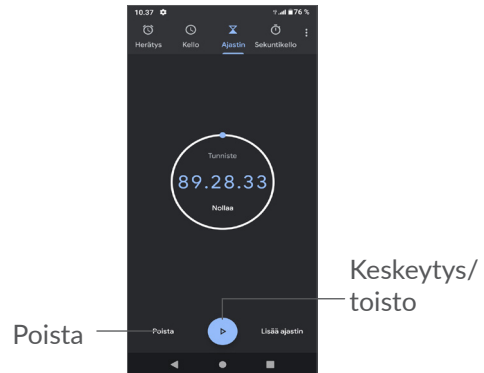 10.37 76 %
Herätys Kello Ajastin Sekuntikello
Tunniste
89.28.33
Nollaa
Keskeytys/
toisto
Poista
Poista Lisää ajastin